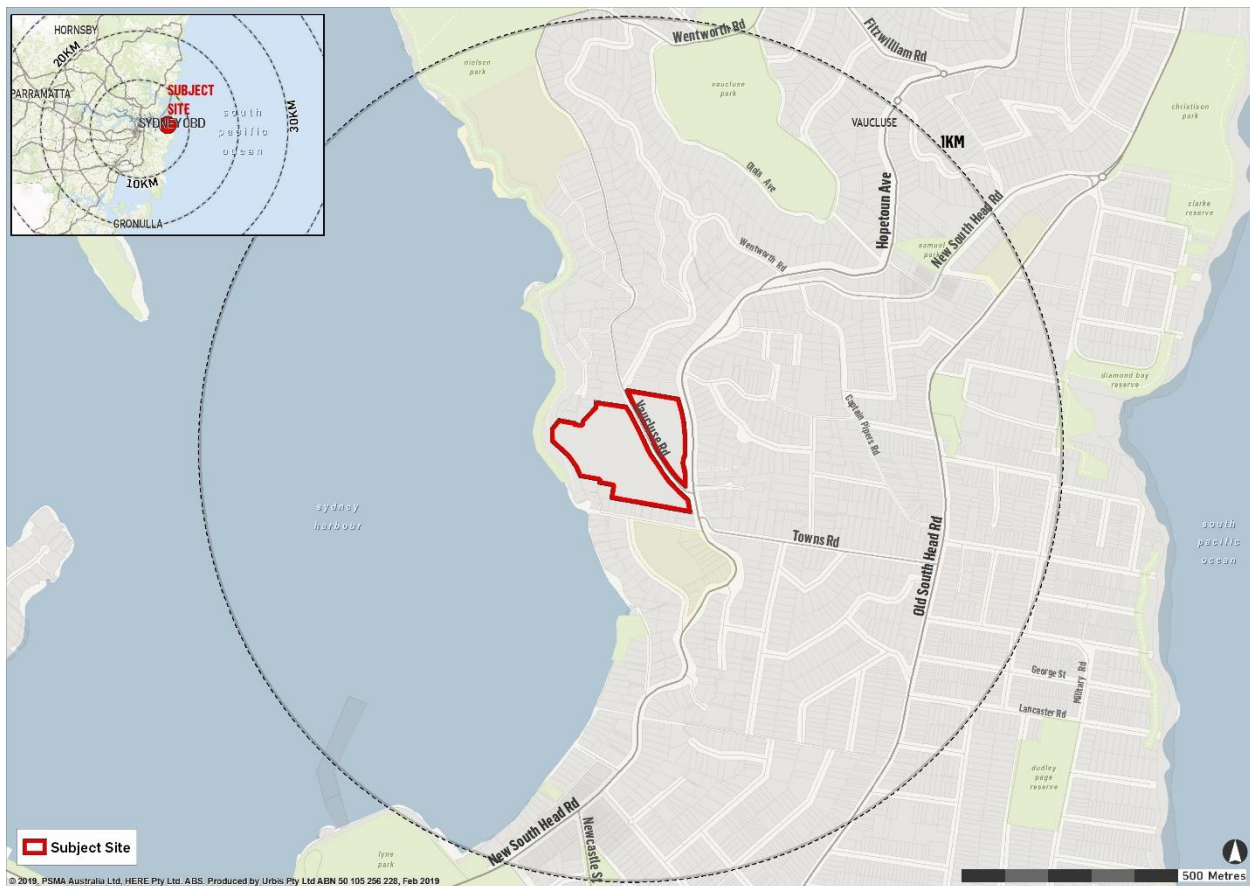 HORNSBY
20KM
PARRAMATTA
SUBJECT
SITE
SYDNEY CBD
south
pacific
ocean
30KM
10KM
CRONULLA
nielsen
park
Wentworth Rd
vaucluse
park
Fitzwilliam Rd
christison
park
VAUCLUSE
1KM
Olola Ave
Hopetoun Ave
New South Head Rd
clarke
reserve
samuel
park
Wentworth Rd
diamond bay
reserve
Vaucluse Rd
Captain Pipers Rd
sydney
harbour
Towns Rd
Old South Head Rd
south
pacific
ocean
George St
Military Rd
Lancaster Rd
dudley
page
reserve
New South Head Rd
Newcastle St
lyne
park
Subject Site
500 Metres
© 2019. PSMA Australia Ltd, HERE Pty Ltd. ABS. Produced by Urbis Pty Ltd ABN 50 105 256 228, Feb 2019